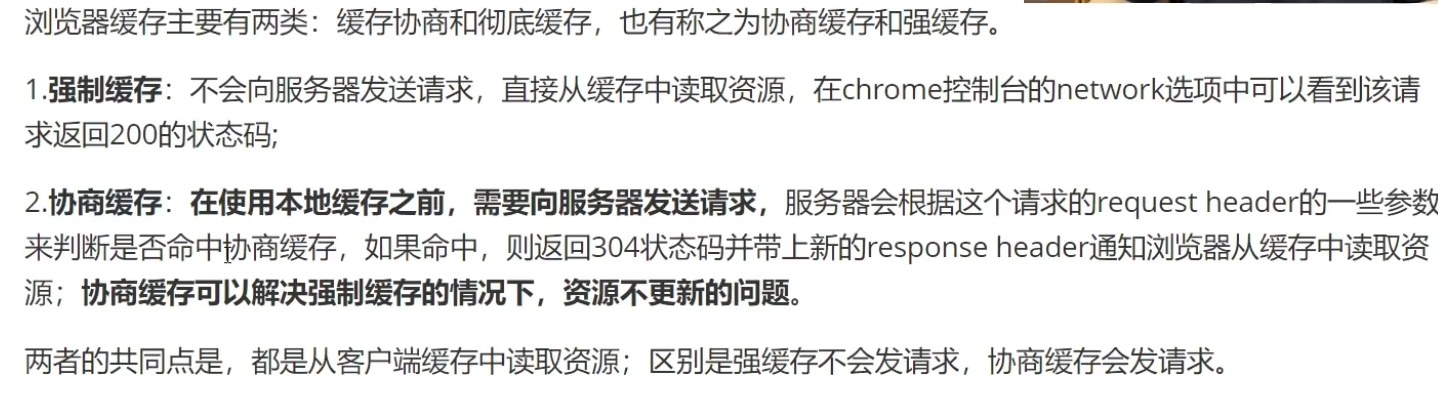 浏览器缓存主要有两类：缓存协商和彻底缓存，也有称之为协商缓存和强缓存。
1.强制缓存：不会向服务器发送请求，直接从缓存中读取资源，在chrome控制台的network选项中可以看到该请
求返回200的状态码;
2.协商缓存：在使用本地缓存之前，需要向服务器发送请求，服务器会根据这个请求的request header的一些参数
来判断是否命中协商缓存，如果命中，则返回304状态码并带上新的response header通知浏览器从缓存中读取资
源；协商缓存可以解决强制缓存的情况下，资源不更新的问题。
两者的共同点是，都是从客户端缓存中读取资源；区别是强缓存不会发请求，协商缓存会发请求。